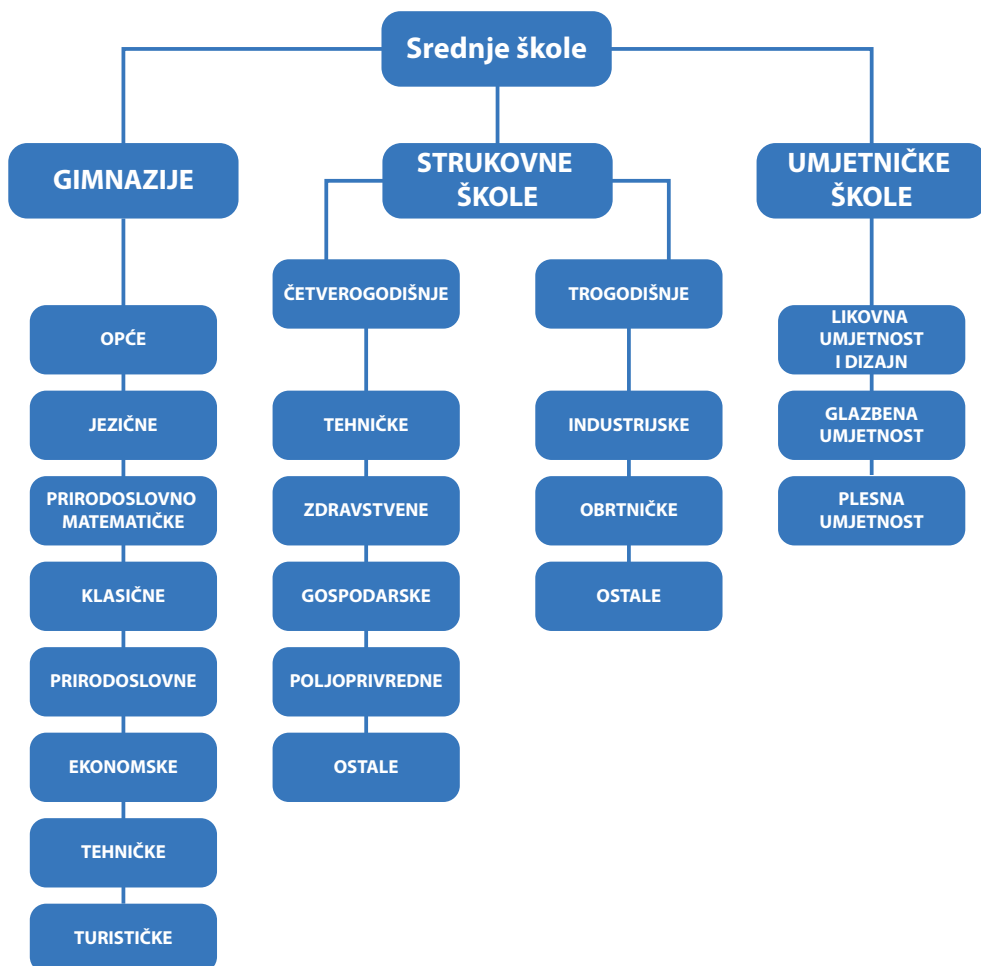 Srednje škole
GIMNAZIJE
OPĆE
JEZIČNE
PRIRODOSLOVNO
MATEMATIČKE
KLASIČNE
PRIRODOSLOVNE
EKONOMSKE
TEHNIČKE
TURISTIČKE
STRUKOVNE
ŠKOLE
ČETVEROGODIŠNJE
TEHNIČKE
ZDRAVSTVENE
GOSPODARSKE
POLJOPRIVREDNE
OSTALE
TROGODIŠNJE
INDUSTRIJSKE
OBRTNIČKE
OSTALE
UMJETNIČKE
ŠKOLE
LIKOVNA
UMJETNOST
I DIZAJN
GLAZBENA
UMJETNOST
PLESNA
UMJETNOST